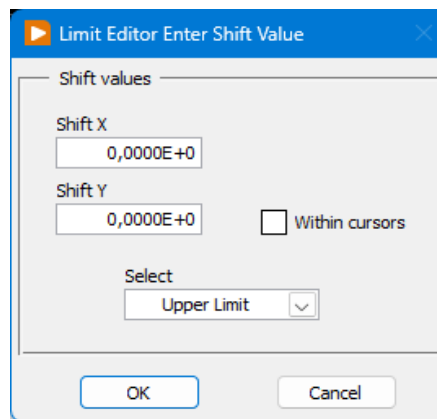 Limit Editor Enter Shift Value
Shift values
Shift X
0,0000E+0
Shift Y
0,0000E+0
Within cursors
Select
Upper Limit
OK Cancel